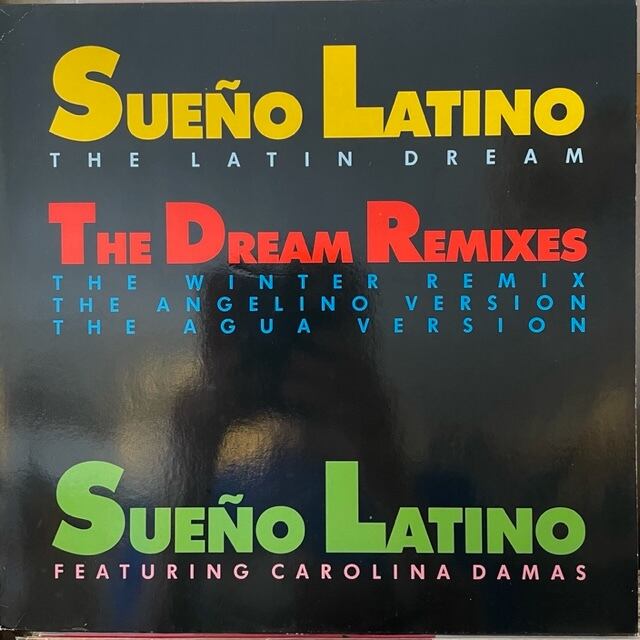 SUEÑO LATINO
THE LATIN DREAM
THE DREAM REMIXES
THE WINTER REMIX
THE ANGELINO VERSION
THE AGUA VERSION
SUEÑO LATINO
FEATURING CAROLINA DAMAS